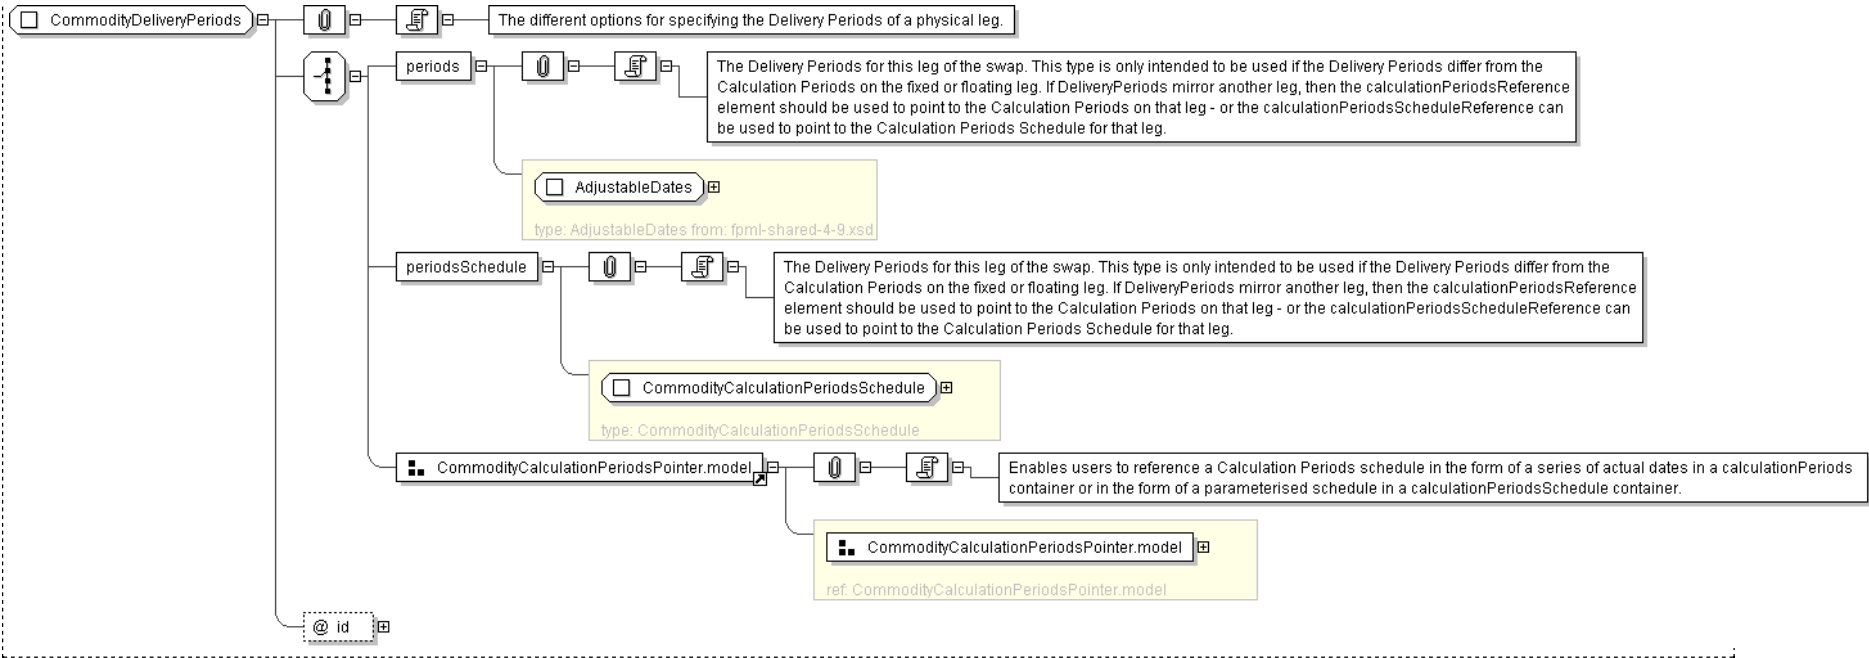 CommodityDeliveryPeriods
The different options for specifying the Delivery Periods of a physical leg.
periods
The Delivery Periods for this leg of the swap. This type is only intended to be used if the Delivery Periods differ from the
Calculation Periods on the fixed or floating leg. If DeliveryPeriods mirror another leg, then the calculationPeriodsReference
element should be used to point to the Calculation Periods on that leg - or the calculationPeriodsScheduleReference can
be used to point to the Calculation Periods Schedule for that leg.
AdjustableDates
type: AdjustableDates from: fpml-shared-4-9.xsd
periodsSchedule
The Delivery Periods for this leg of the swap. This type is only intended to be used if the Delivery Periods differ from the
Calculation Periods on the fixed or floating leg. If DeliveryPeriods mirror another leg, then the calculationPeriodsReference
element should be used to point to the Calculation Periods on that leg - or the calculationPeriodsScheduleReference can
be used to point to the Calculation Periods Schedule for that leg.
CommodityCalculationPeriodsSchedule
type: CommodityCalculationPeriodsSchedule
CommodityCalculationPeriodsPointer.model
Enables users to reference a Calculation Periods schedule in the form of a series of actual dates in a calculationPeriods
container or in the form of a parameterised schedule in a calculationPeriodsSchedule container.
CommodityCalculationPeriodsPointer.model
ref: CommodityCalculationPeriodsPointer.model
@ id